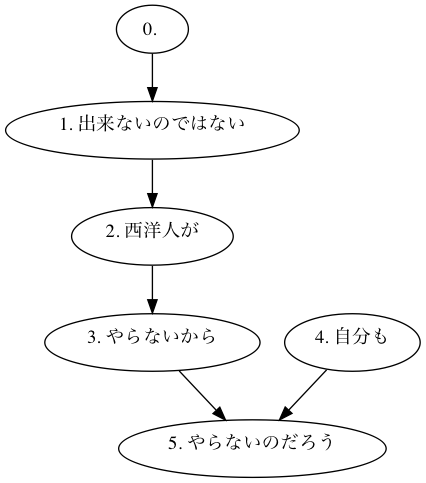 0.
1. 出来ないのではない
2. 西洋人が
3. やらないから
4. 自分も
5. やらないのだろう